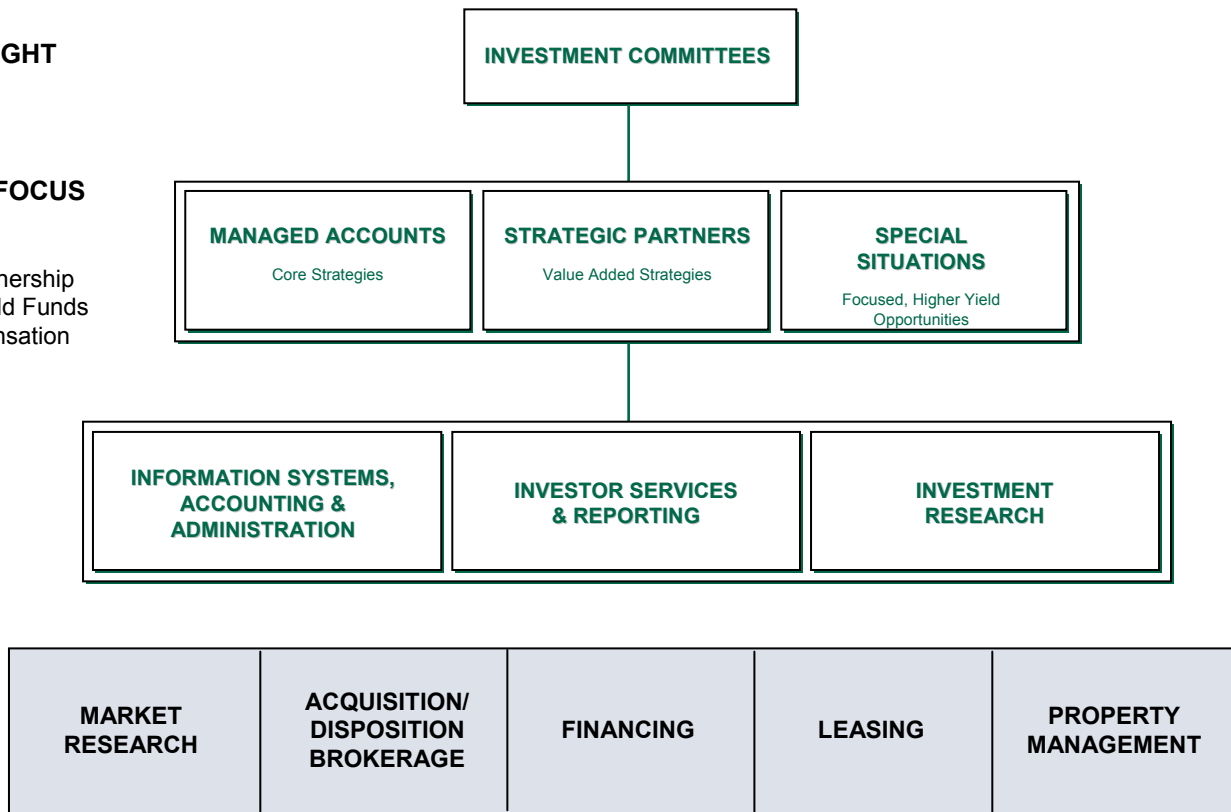 GHT
INVESTMENT COMMITTEES
FOCUS
nership
ld Funds
nsation
MANAGED ACCOUNTS
Core Strategies
STRATEGIC PARTNERS
Value Added Strategies
SPECIAL
SITUATIONS
Focused, Higher Yield
Opportunities
INFORMATION SYSTEMS,
ACCOUNTING &
ADMINISTRATION
INVESTOR SERVICES
& REPORTING
INVESTMENT
RESEARCH
MARKET
RESEARCH
ACQUISITION/
DISPOSITION
BROKERAGE
FINANCING
LEASING
PROPERTY
MANAGEMENT